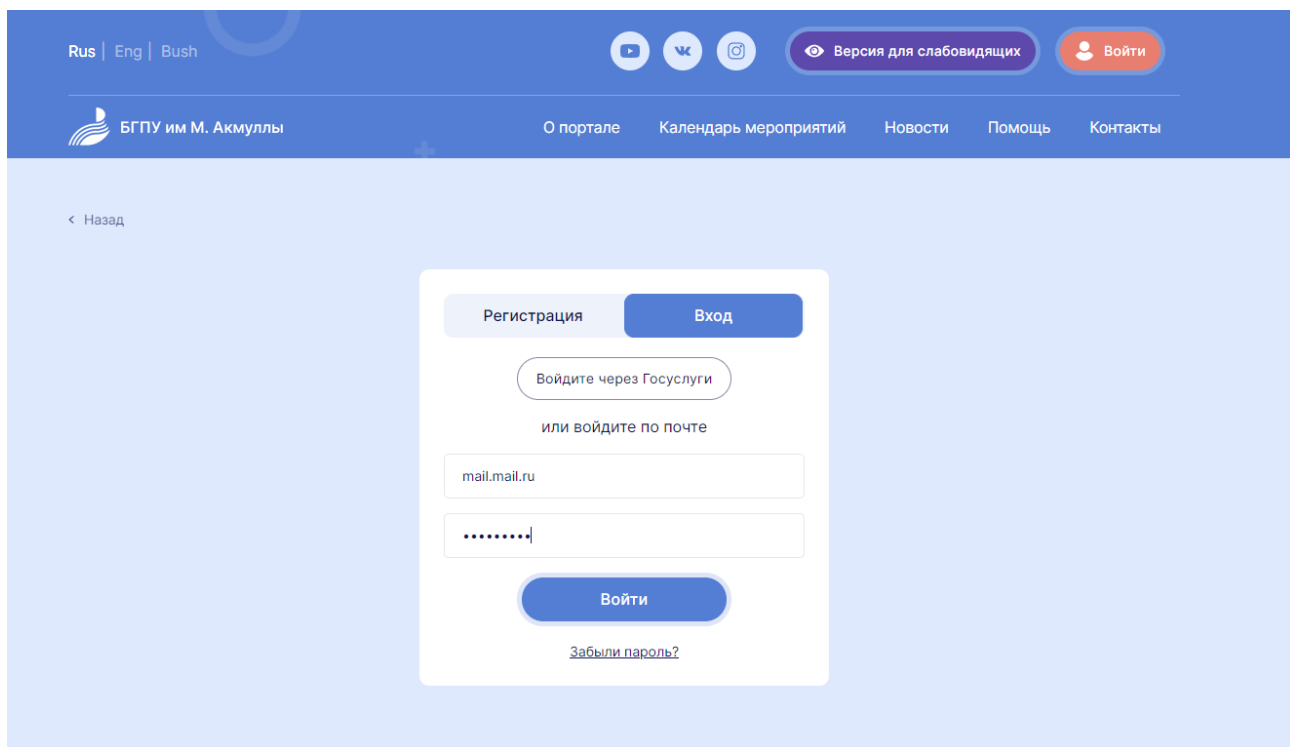 Rus | Eng | Bush
Версия для слабовидящих
Войти
БГПУ им М. Акмуллы
О портале
Календарь мероприятий
Новости
Помощь
Контакты
< Назад
Регистрация
Вход
Войдите через Госуслуги
или войдите по почте
mail.mail.ru
•••••••••
Войти
Забыли пароль?